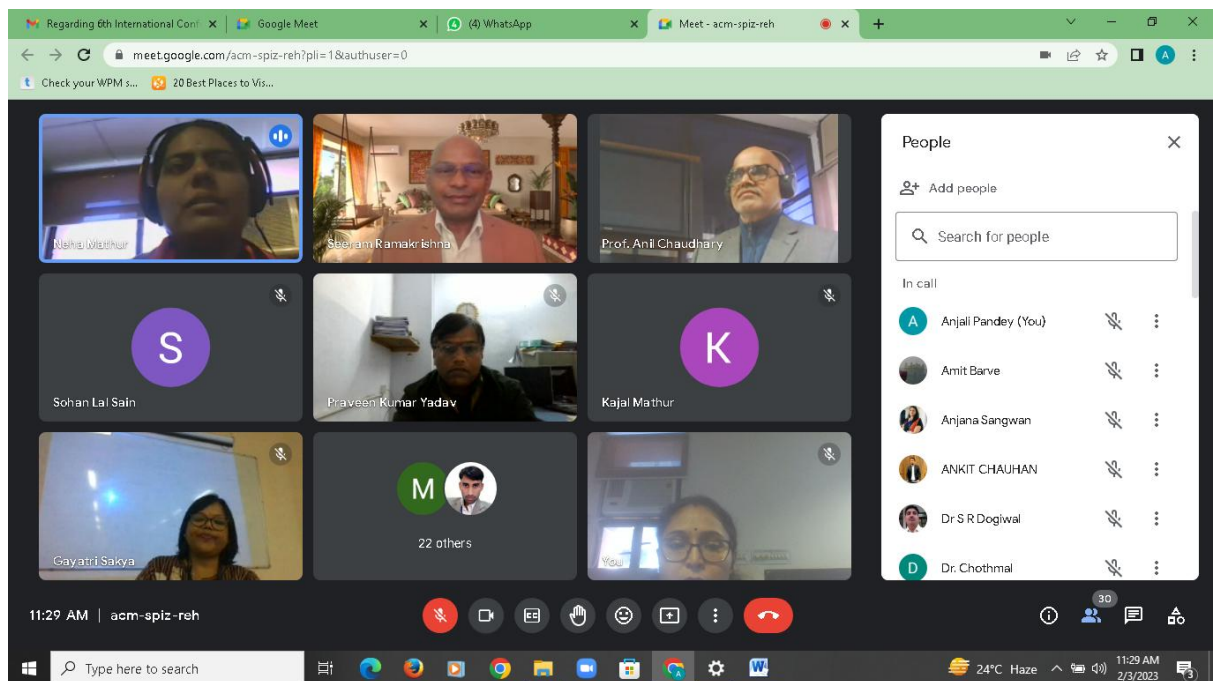 Regarding 6th International Conf
Google Meet
(4) WhatsApp
Meet - acm-spiz-reh
meet.google.com/acm-spiz-reh?pli=1&authuser=0
A
Check your WPM s...
20 Best Places to Vis...
Neha Mathur
Seeram Ramakrishna
Prof. Anil Chaudhary
S
Sohan Lal Sain
Praveen Kumar Yadav
K
Kajal Mathur
Gayatri Sakya
M
22 others
You
People
Add people
Search for people
In call
A
Anjali Pandey (You)
Amit Barve
Anjana Sangwan
ANKIT CHAUHAN
Dr S R Dogiwal
D
Dr. Chothmal
11:29 AM | acm-spiz-reh
CC
30
Type here to search
W
24°C Haze
11:29 AM
2/3/2023
3